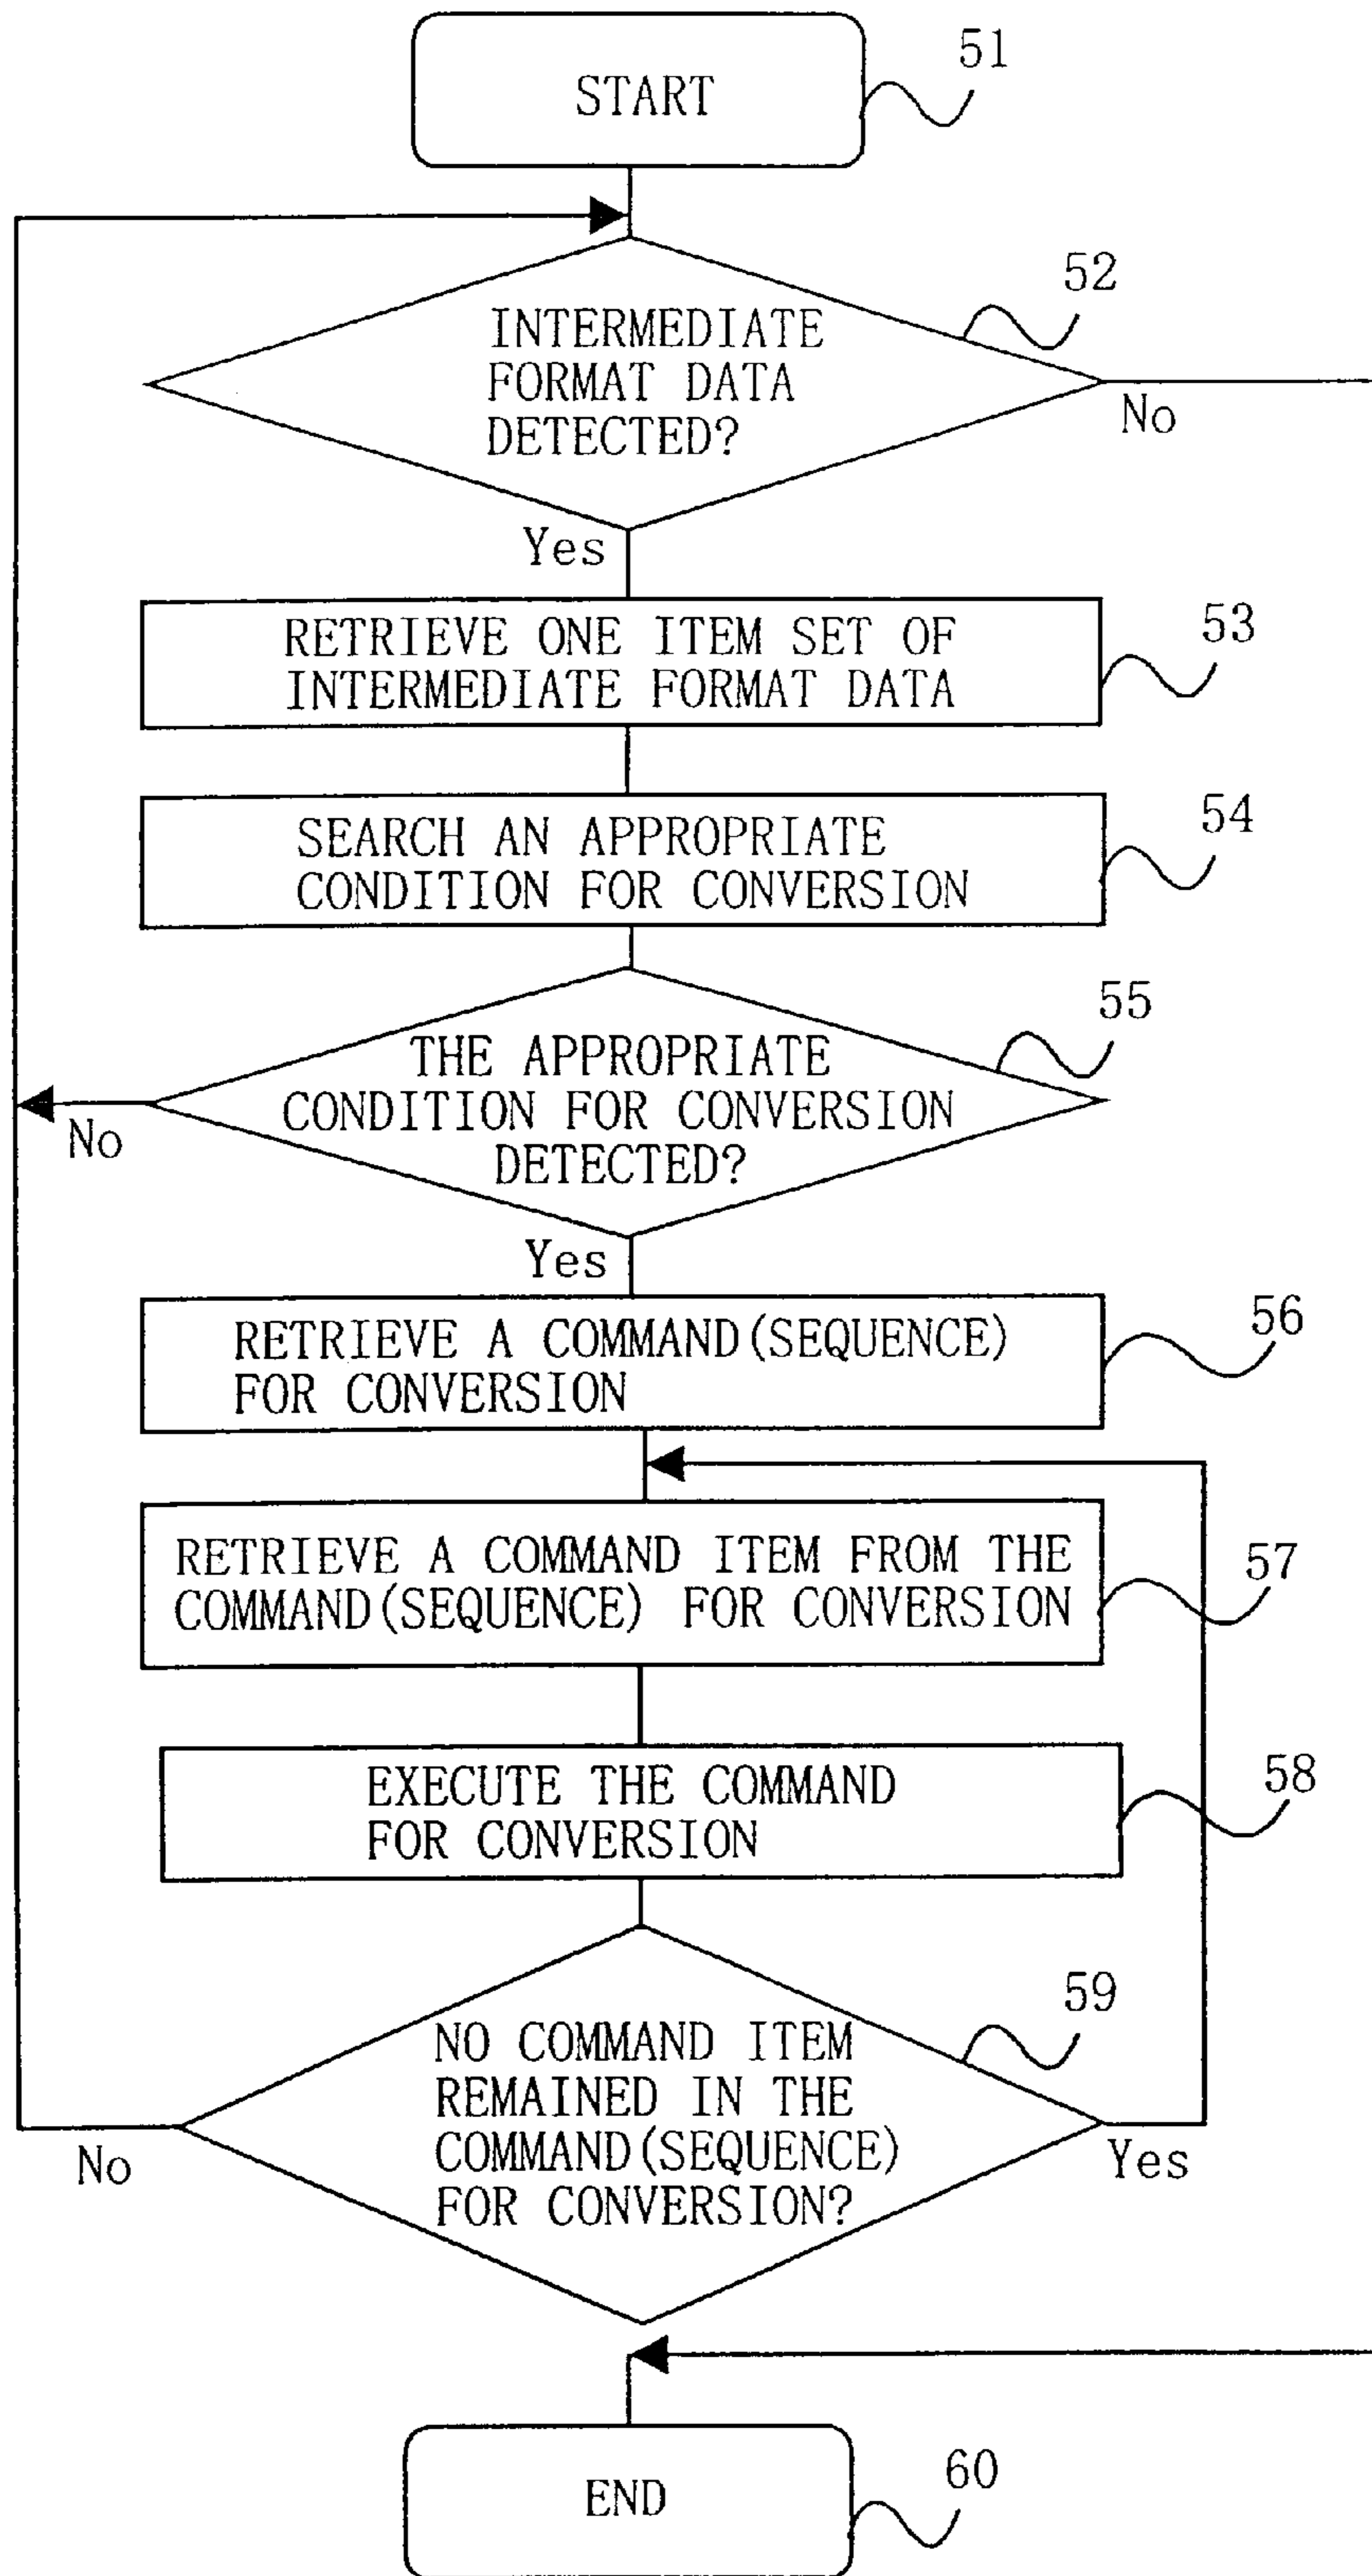 START
51
52
INTERMEDIATE
FORMAT DATA
DETECTED?
No
Yes
53
RETRIEVE ONE ITEM SET OF
INTERMEDIATE FORMAT DATA
54
SEARCH AN APPROPRIATE
CONDITION FOR CONVERSION
55
THE APPROPRIATE
CONDITION FOR CONVERSION
DETECTED?
No
Yes
56
RETRIEVE A COMMAND(SEQUENCE)
FOR CONVERSION
57
RETRIEVE A COMMAND ITEM FROM THE
COMMAND(SEQUENCE) FOR CONVERSION
58
EXECUTE THE COMMAND
FOR CONVERSION
59
NO COMMAND ITEM
REMAINED IN THE
COMMAND(SEQUENCE)
FOR CONVERSION?
No
Yes
60
END